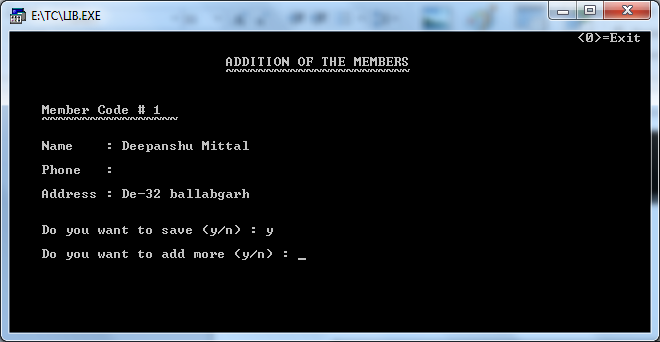 E:\TC\LIB.EXE
<0>=Exit
ADDITION OF THE MEMBERS
Member Code # 1
Name    : Deepanshu Mittal
Phone   :
Address : De-32 ballabgarh
Do you want to save (y/n) : y
Do you want to add more (y/n) : _